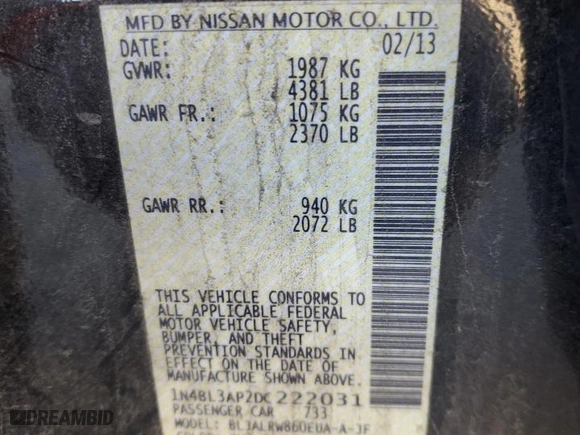 MFD BY NISSAN MOTOR CO., LTD.
DATE: 02/13
GVWR: 1987 KG
4381 LB
GAWR FR.: 1075 KG
2370 LB
GAWR RR.: 940 KG
2072 LB
THIS VEHICLE CONFORMS TO
ALL APPLICABLE FEDERAL
MOTOR VEHICLE SAFETY,
BUMPER, AND THEFT
PREVENTION STANDARDS IN
EFFECT ON THE DATE OF
MANUFACTURE SHOWN ABOVE.
1N4BL3AP2DC222031
PASSENGER CAR 733
DREAMBID